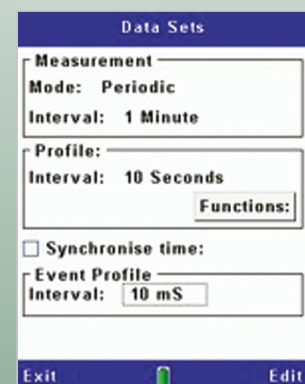 Data Sets
Measurement
Mode: Periodic
Interval: 1 Minute
Profile:
Interval: 10 Seconds
Functions:
Synchronise time:
Event Profile
Interval: 10 mS
Exit Edit